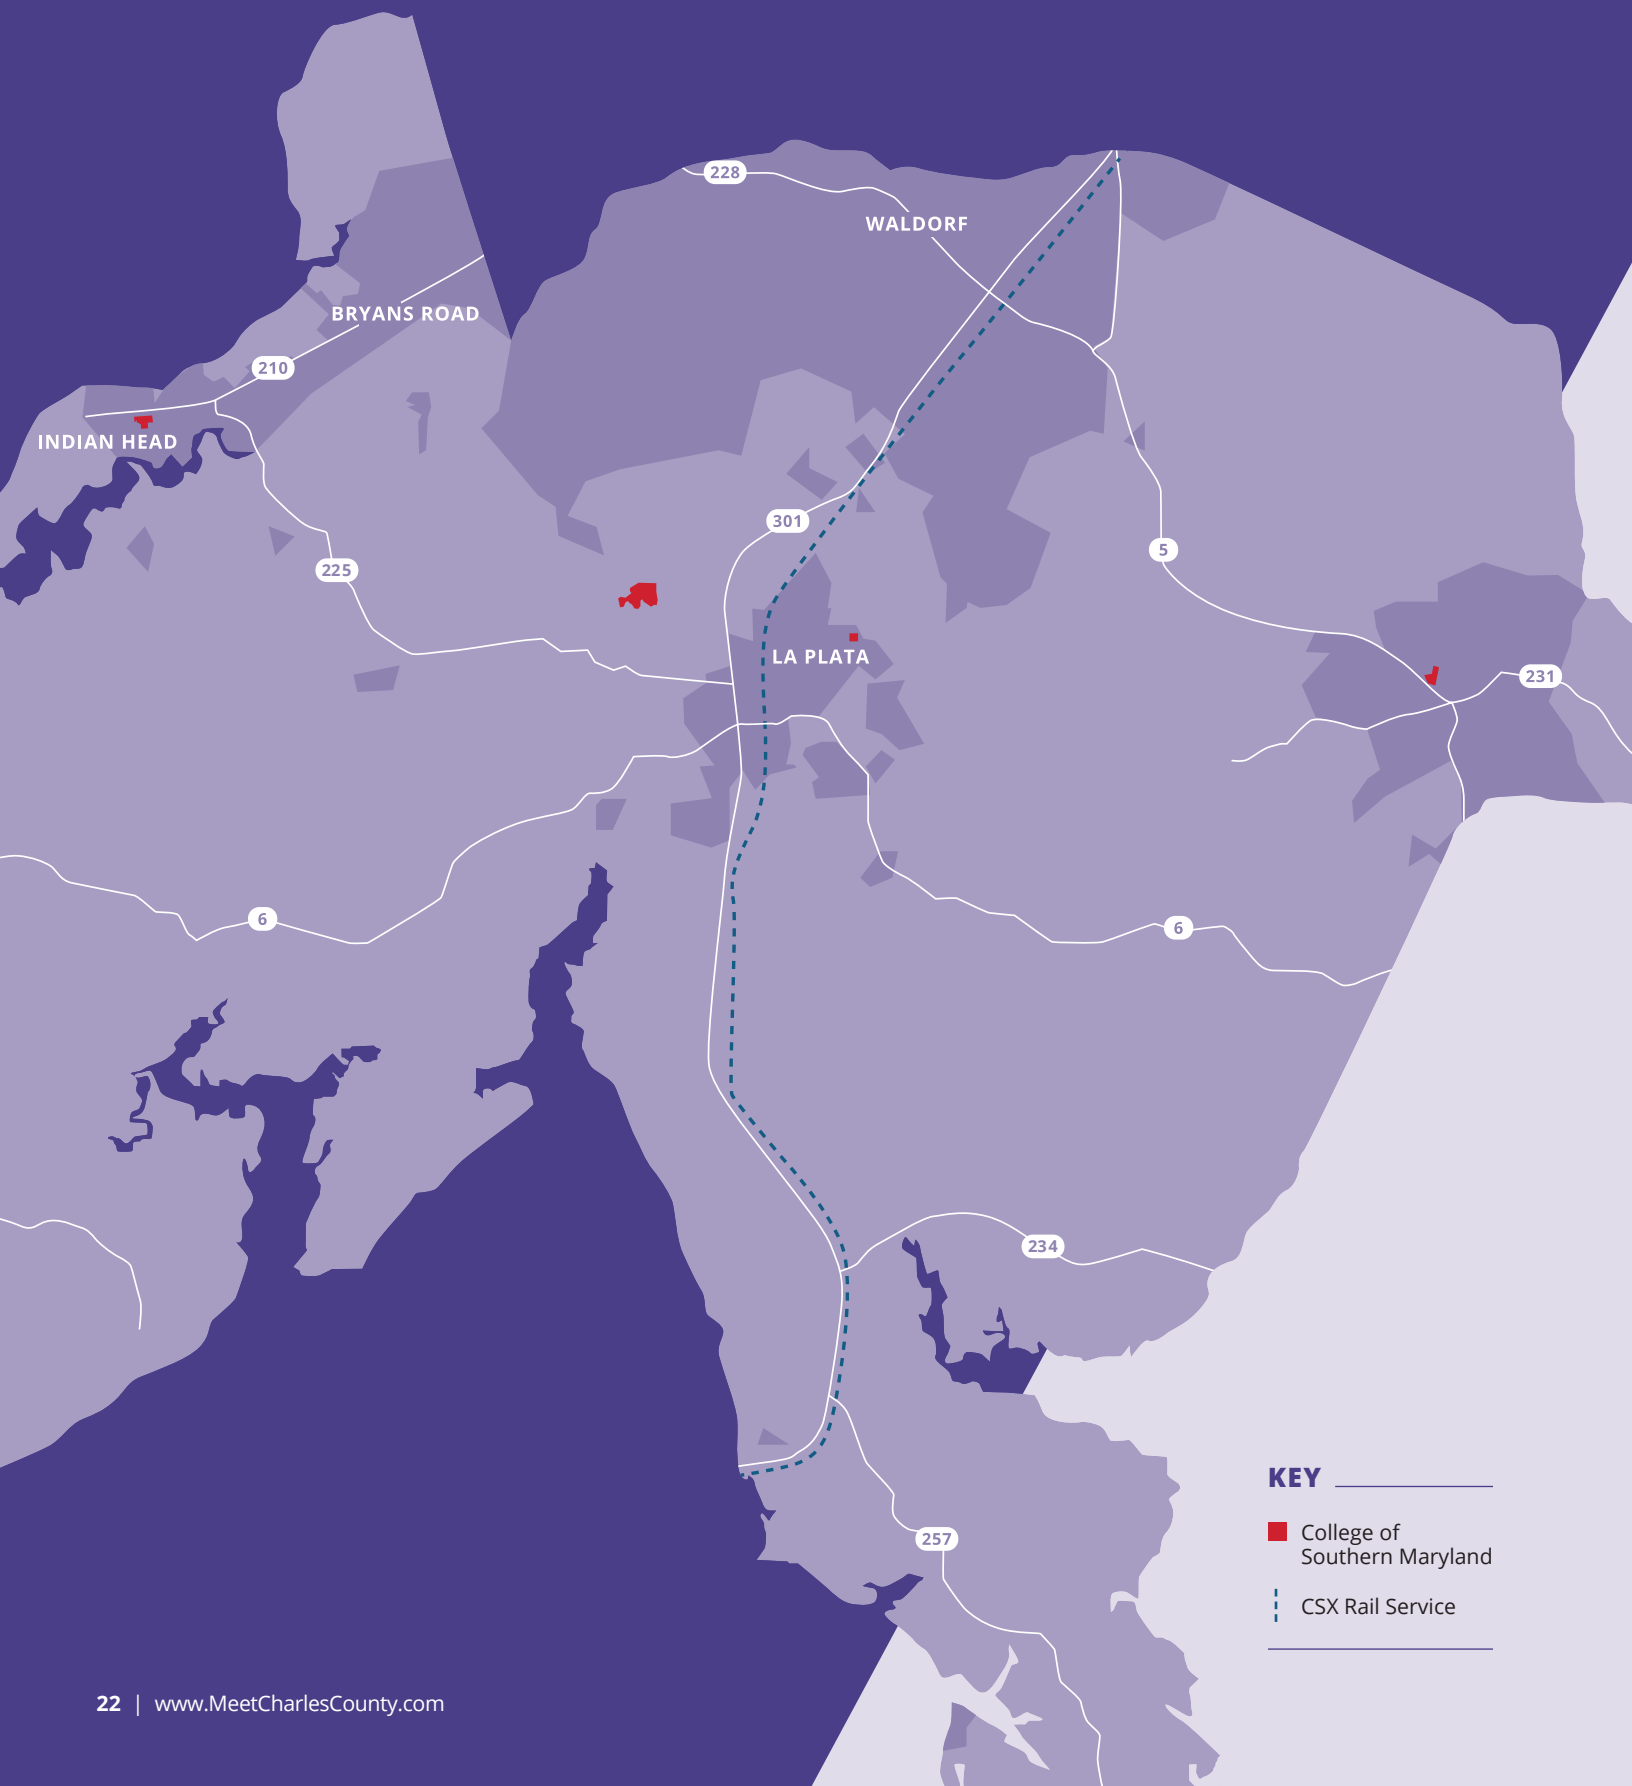 228
WALDORF
BRYANS ROAD
210
INDIAN HEAD
301
5
225
LA PLATA
231
6
6
234
257
KEY
College of
Southern Maryland
CSX Rail Service
22 | www.MeetCharlesCounty.com